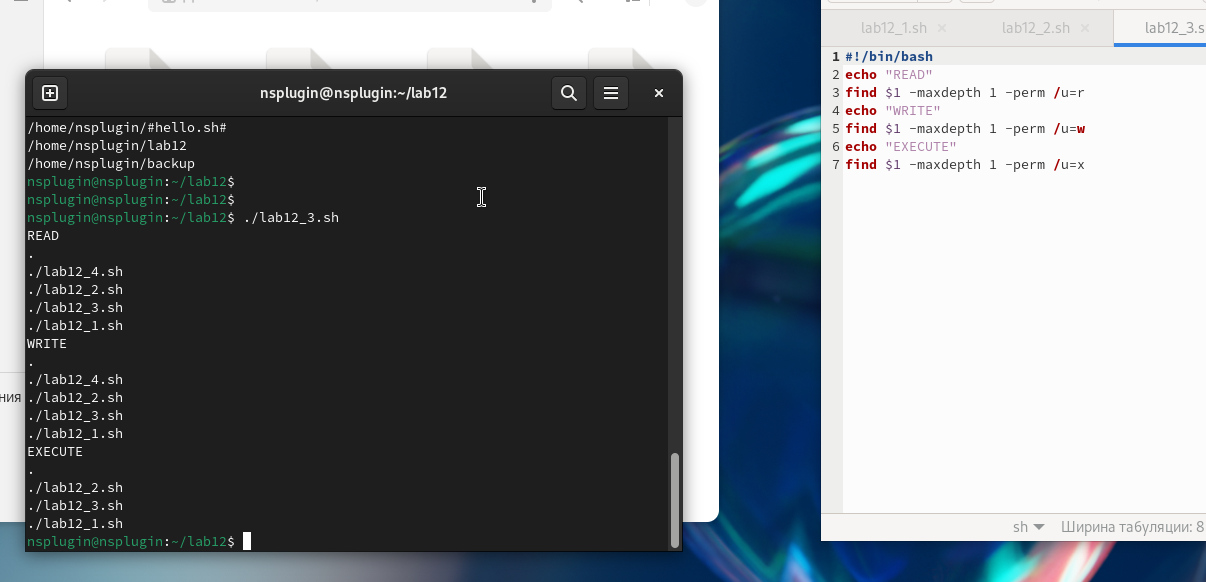 nsplugin@nsplugin:~/lab12
/home/nsplugin/#hello.sh#
/home/nsplugin/lab12
/home/nsplugin/backup
nsplugin@nsplugin:~/lab12$
nsplugin@nsplugin:~/lab12$
nsplugin@nsplugin:~/lab12$ ./lab12_3.sh
READ
.
./lab12_4.sh
./lab12_2.sh
./lab12_3.sh
./lab12_1.sh
WRITE
.
./lab12_4.sh
./lab12_2.sh
./lab12_3.sh
./lab12_1.sh
EXECUTE
.
./lab12_2.sh
./lab12_3.sh
./lab12_1.sh
nsplugin@nsplugin:~/lab12$
ния
lab12_1.sh × lab12_2.sh × lab12_3.s
1 #!/bin/bash
2 echo "READ"
3 find $1 -maxdepth 1 -perm /u=r
4 echo "WRITE"
5 find $1 -maxdepth 1 -perm /u=w
6 echo "EXECUTE"
7 find $1 -maxdepth 1 -perm /u=x
sh Ширина табуляции: 8